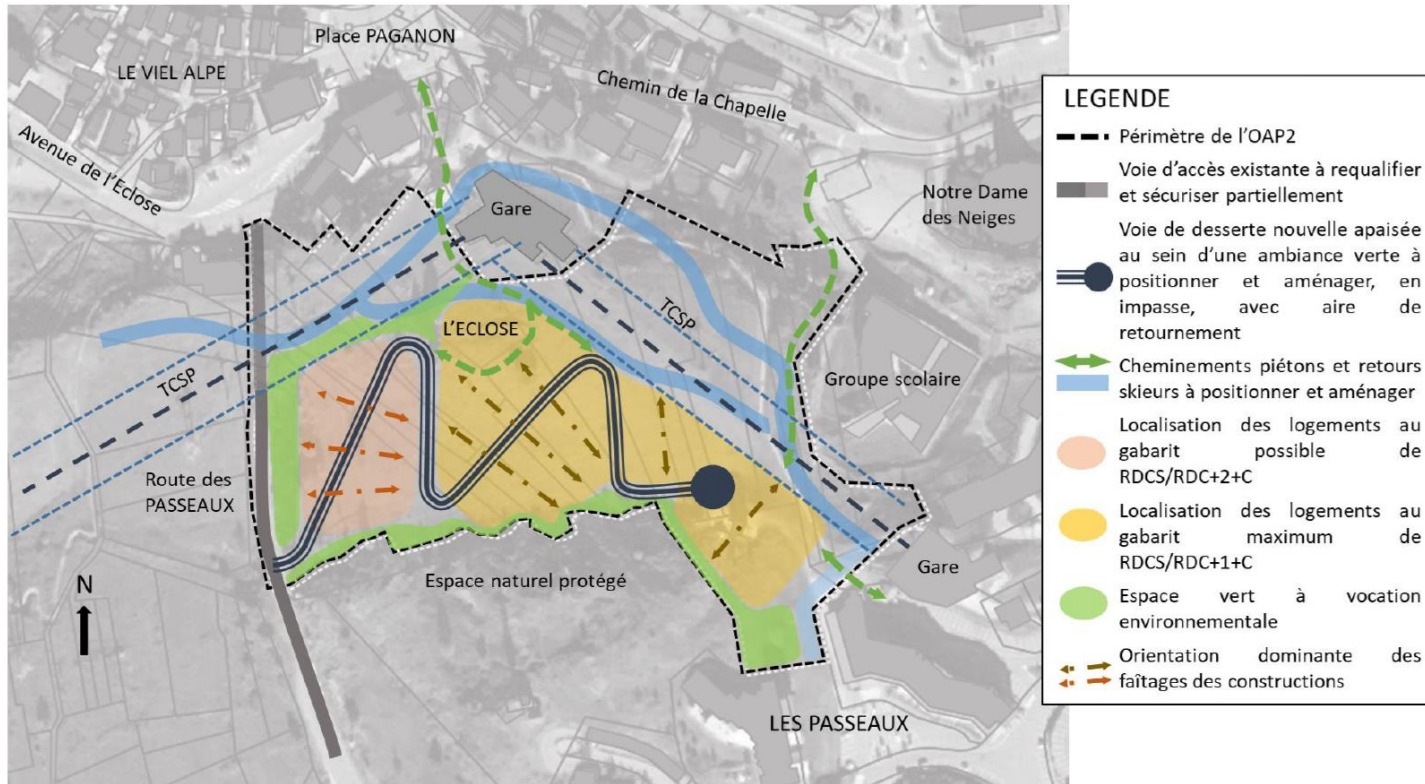 Place PAGANON
LE VIEL ALPE
Chemin de la Chapelle
Avenue de l'Eclose
Notre Dame
des Neiges
Gare
L'ECLOSE
TCSP
TCSP
Groupe scolaire
Route des
PASSEAUX
Espace naturel protégé
Gare
N
LES PASSEAUX
LEGENDE
Périmètre de l'OAP2
Voie d'accès existante à requalifier
et sécuriser partiellement
Voie de desserte nouvelle apaisée
au sein d'une ambiance verte à
positionner et aménager, en
impasse, avec aire de
retournement
Cheminements piétons et retours
skieurs à positionner et aménager
Localisation des logements au
gabarit possible de
RDCS/RDC+2+C
Localisation des logements au
gabarit maximum de
RDCS/RDC+1+C
Espace vert à vocation
environnementale
Orientation dominante des
faîtages des constructions